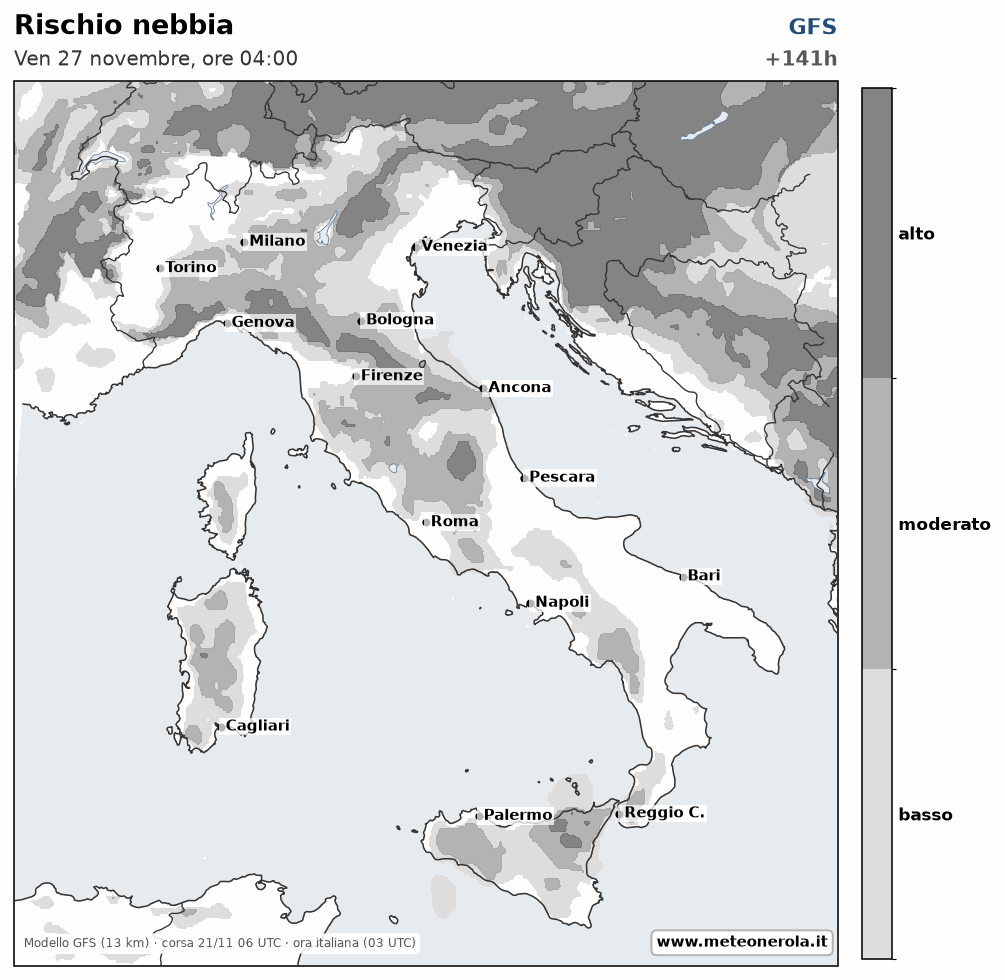 Rischio nebbia
GFS
Ven 27 novembre, ore 04:00
+141h
alto
Milano
Venezia
Torino
Bologna
Genova
Firenze
Ancona
Pescara
moderato
Roma
Bari
Napoli
Cagliari
Reggio C.
Palermo
basso
Modello GFS (13 km) · corsa 21/11 06 UTC · ora italiana (03 UTC)
www.meteonerola.it